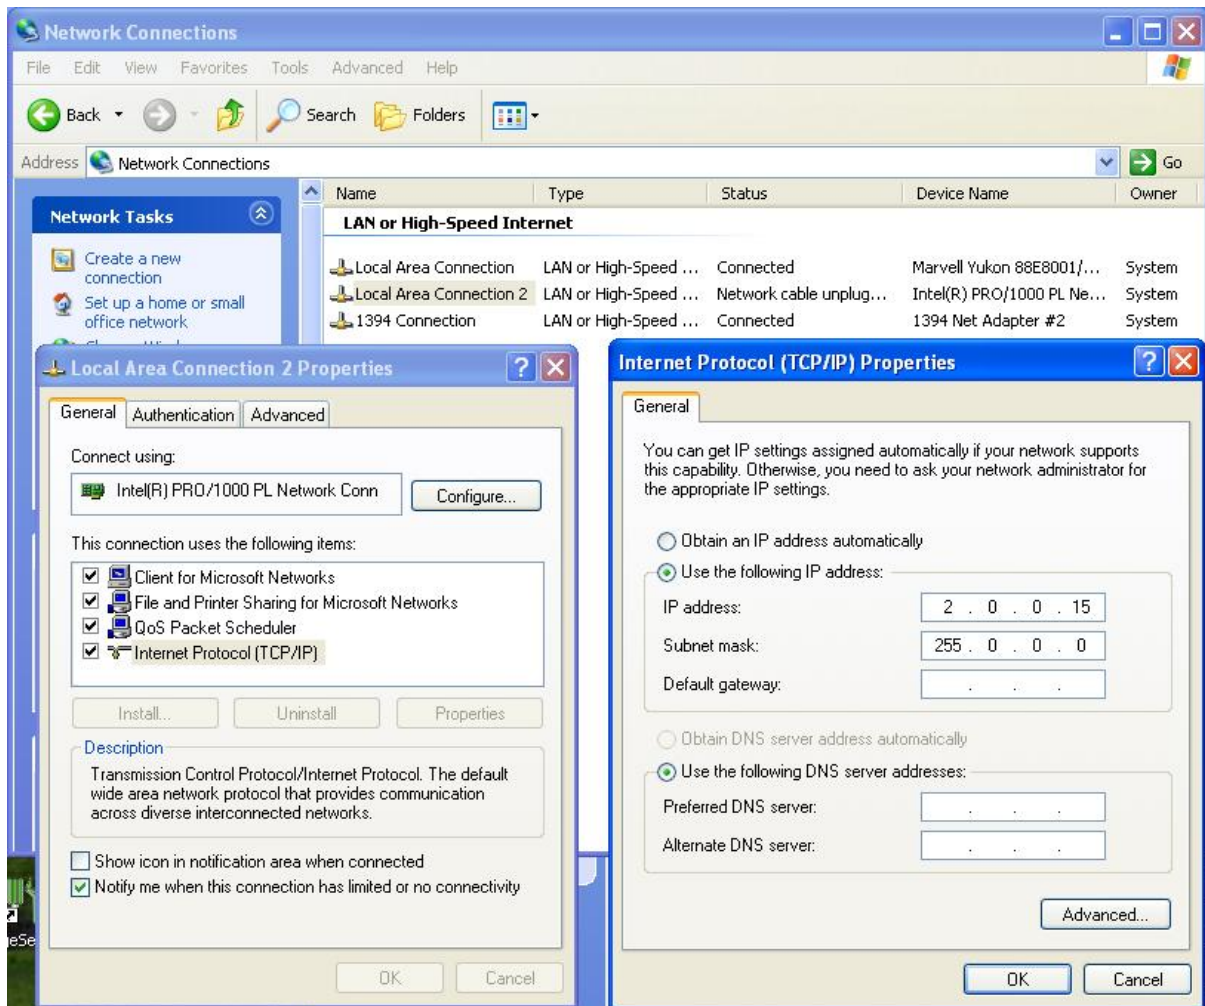 Network Connections
File Edit View Favorites Tools Advanced Help
Back Search Folders
Address Network Connections Go
Name Type Status Device Name Owner
Network Tasks
LAN or High-Speed Internet
Create a new
connection
Set up a home or small
office network
Local Area Connection LAN or High-Speed ... Connected Marvell Yukon 88E8001/... System
Local Area Connection 2 LAN or High-Speed ... Network cable unplug... Intel(R) PRO/1000 PL Ne... System
1394 Connection LAN or High-Speed ... Connected 1394 Net Adapter #2 System
Local Area Connection 2 Properties
General Authentication Advanced
Connect using:
Intel(R) PRO/1000 PL Network Conn Configure...
This connection uses the following items:
Client for Microsoft Networks
File and Printer Sharing for Microsoft Networks
QoS Packet Scheduler
Internet Protocol (TCP/IP)
Install... Uninstall Properties
Description
Transmission Control Protocol/Internet Protocol. The default
wide area network protocol that provides communication
across diverse interconnected networks.
Show icon in notification area when connected
Notify me when this connection has limited or no connectivity
OK Cancel
Internet Protocol (TCP/IP) Properties
General
You can get IP settings assigned automatically if your network supports
this capability. Otherwise, you need to ask your network administrator for
the appropriate IP settings.
Obtain an IP address automatically
Use the following IP address:
IP address: 2 . 0 . 0 . 15
Subnet mask: 255 . 0 . 0 . 0
Default gateway: . . .
Obtain DNS server address automatically
Use the following DNS server addresses:
Preferred DNS server: . . .
Alternate DNS server: . . .
Advanced...
OK Cancel